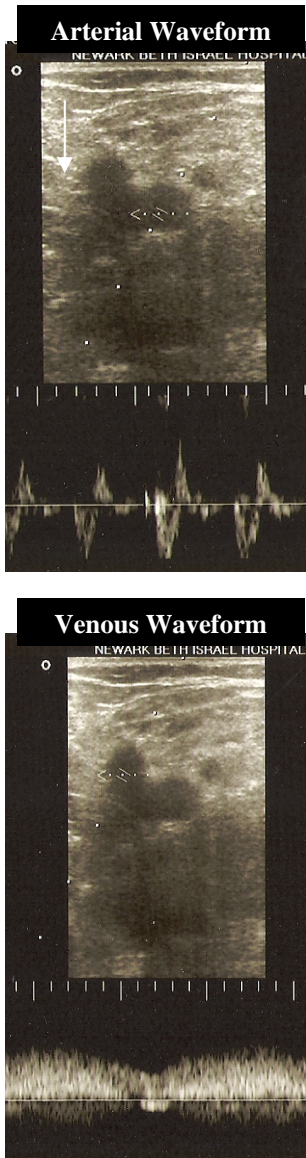 Arterial Waveform
NEWARK BETH ISRAEL HOSPITAL
Venous Waveform
NEWARK BETH ISRAEL HOSPITAL